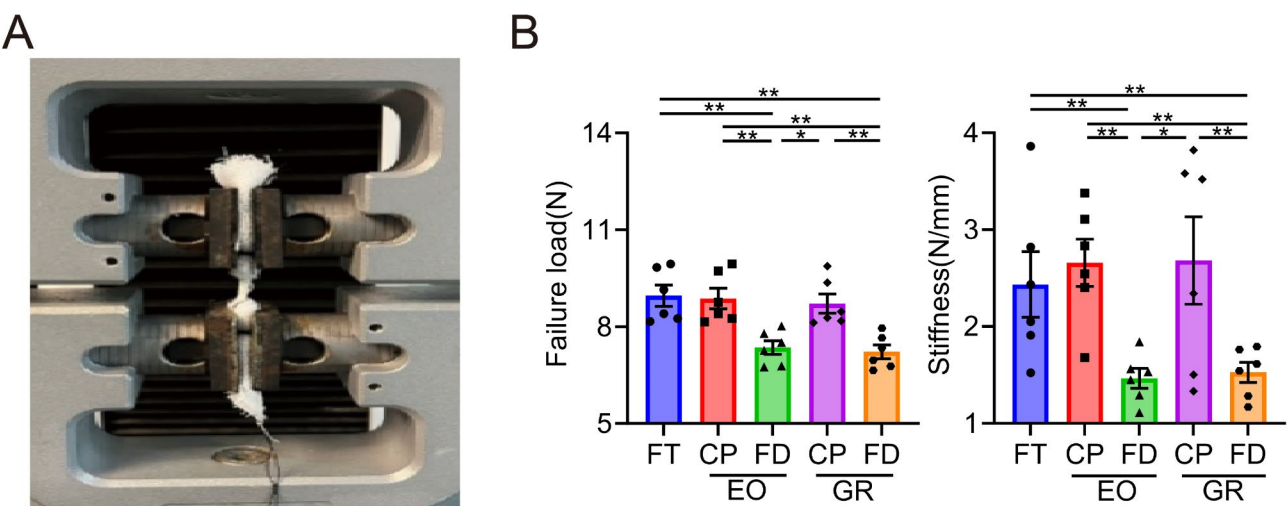 A
B
** 
**
**
**
** * **
14
11
8
5
Failure load(N)
FT CP FD CP FD
EO GR
**
**
**
** * **
4
3
2
1
Stiffness(N/mm)
FT CP FD CP FD
EO GR